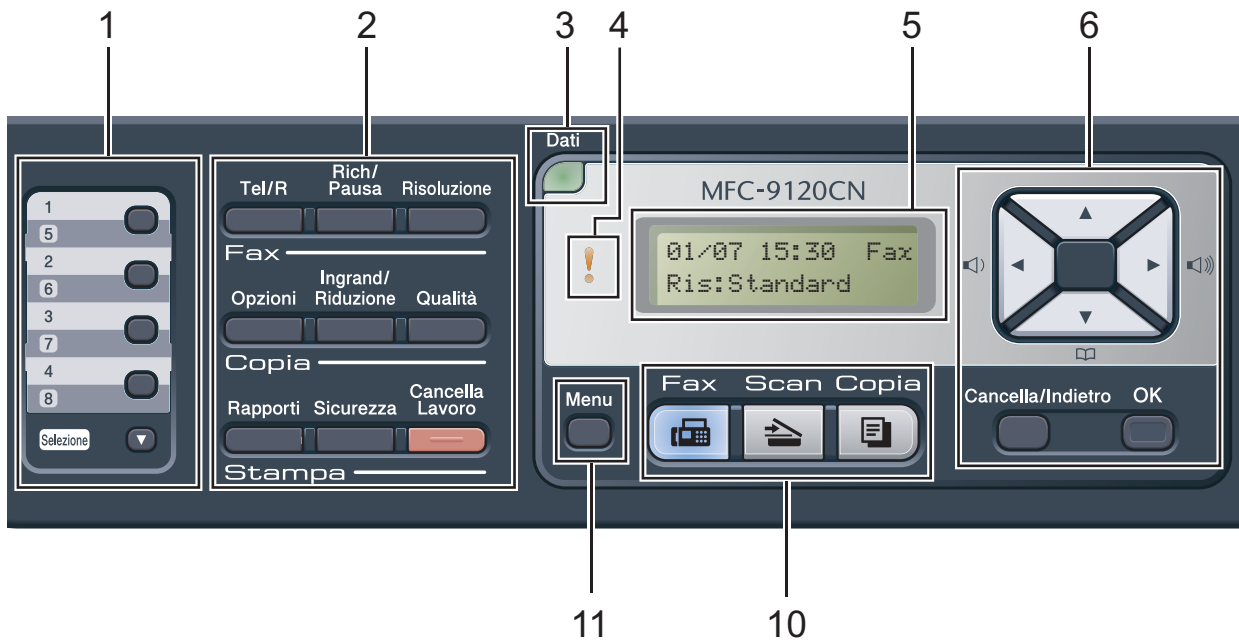 1 2 3 4 5 6
Dati
MFC-9120CN
01/07 15:30 Fax
Ris:Standard
1
5
2
6
3
7
4
8
Selezione
Tel/R Rich/Pausa Risoluzione
Fax
Opzioni Ingrand/Riduzione Qualità
Copia
Rapporti Sicurezza Cancella Lavoro
Stampa
Menu
Fax Scan Copia
Cancella/Indietro OK
11 10